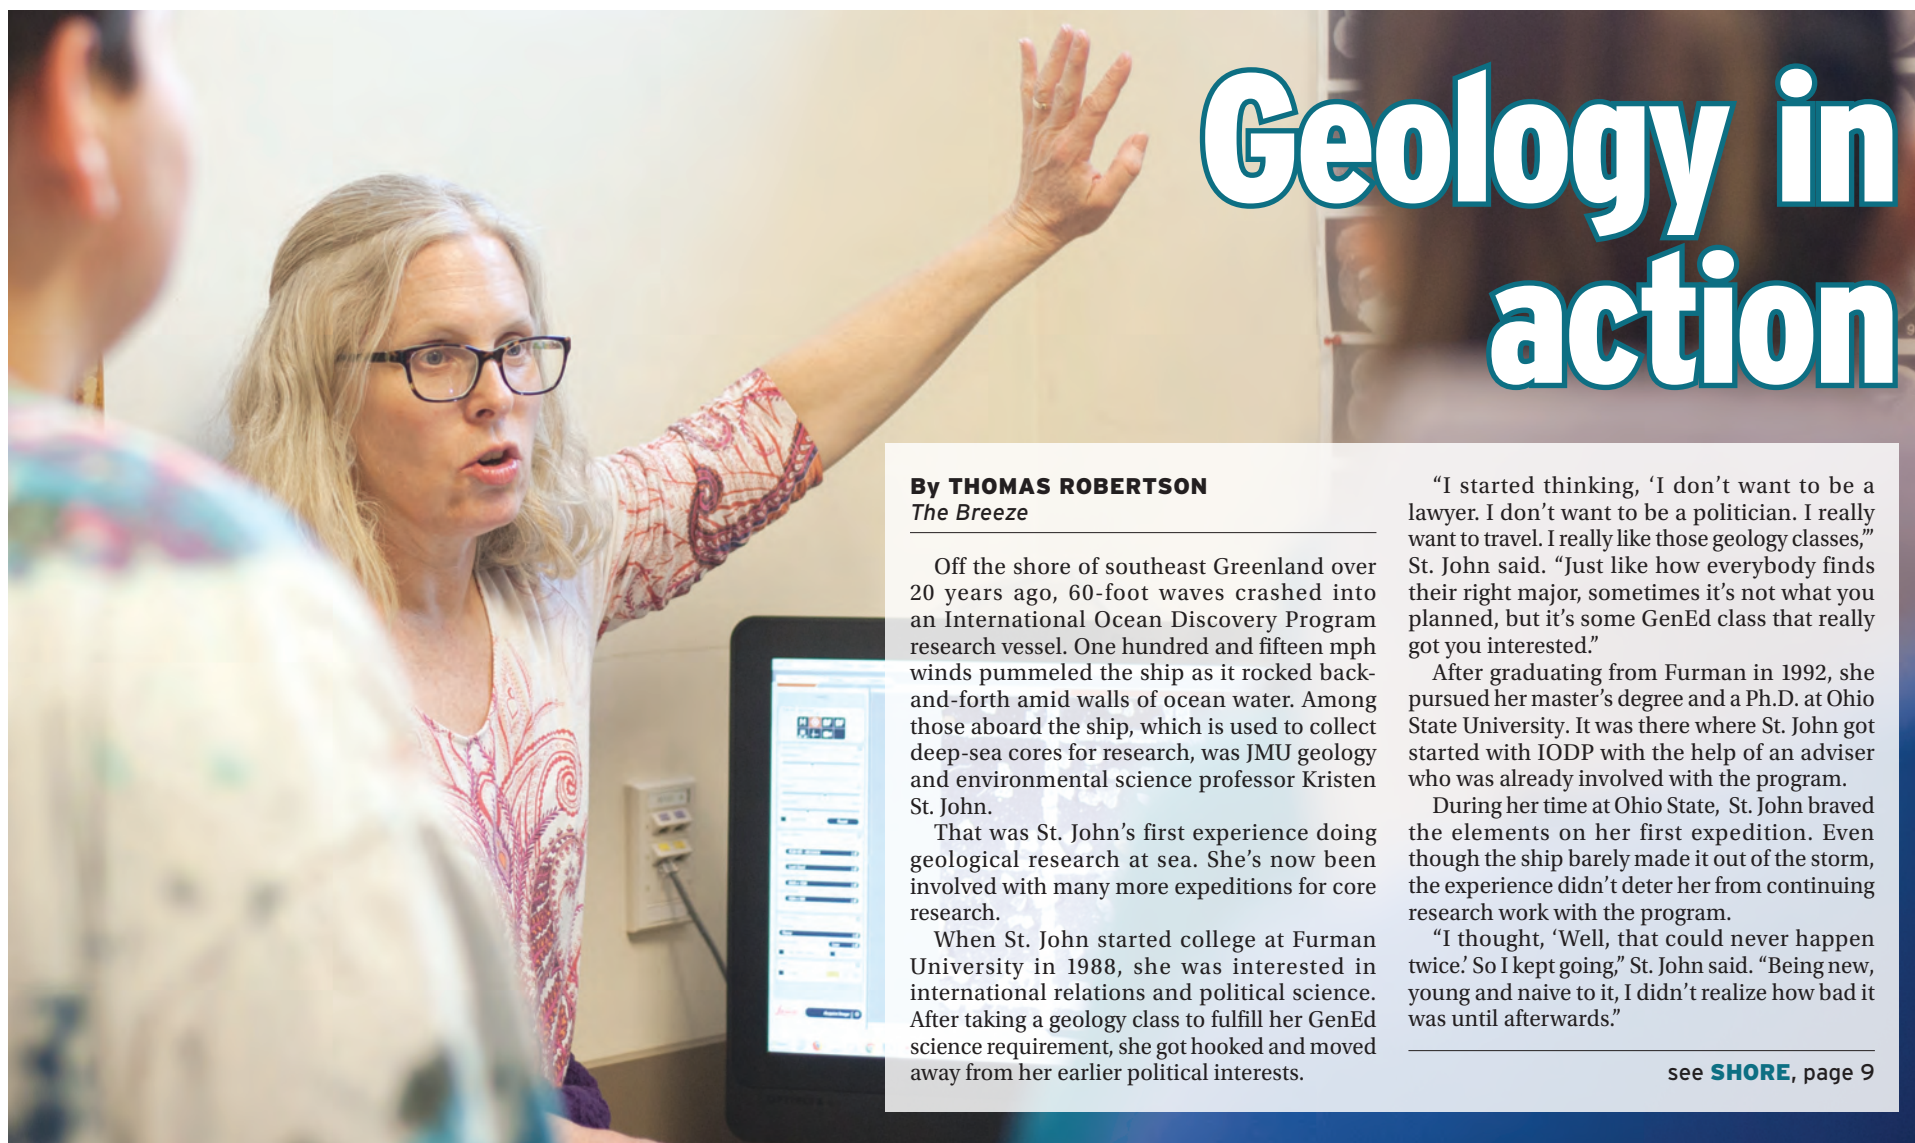 Geology in
action
By THOMAS ROBERTSON
The Breeze
Off the shore of southeast Greenland over
20 years ago, 60-foot waves crashed into
an International Ocean Discovery Program
research vessel. One hundred and fifteen mph
winds pummeled the ship as it rocked back-
and-forth amid walls of ocean water. Among
those aboard the ship, which is used to collect
deep-sea cores for research, was JMU geology
and environmental science professor Kristen
St. John.
That was St. John’s first experience doing
geological research at sea. She’s now been
involved with many more expeditions for core
research.
When St. John started college at Furman
University in 1988, she was interested in
international relations and political science.
After taking a geology class to fulfill her GenEd
science requirement, she got hooked and moved
away from her earlier political interests.
“I started thinking, ‘I don’t want to be a
lawyer. I don’t want to be a politician. I really
want to travel. I really like those geology classes,’”
St. John said. “Just like how everybody finds
their right major, sometimes it’s not what you
planned, but it’s some GenEd class that really
got you interested.”
After graduating from Furman in 1992, she
pursued her master’s degree and a Ph.D. at Ohio
State University. It was there where St. John got
started with IODP with the help of an adviser
who was already involved with the program.
During her time at Ohio State, St. John braved
the elements on her first expedition. Even
though the ship barely made it out of the storm,
the experience didn’t deter her from continuing
research work with the program.
“I thought, ‘Well, that could never happen
twice.’ So I kept going,” St. John said. “Being new,
young and naive to it, I didn’t realize how bad it
was until afterwards.”
see SHORE, page 9